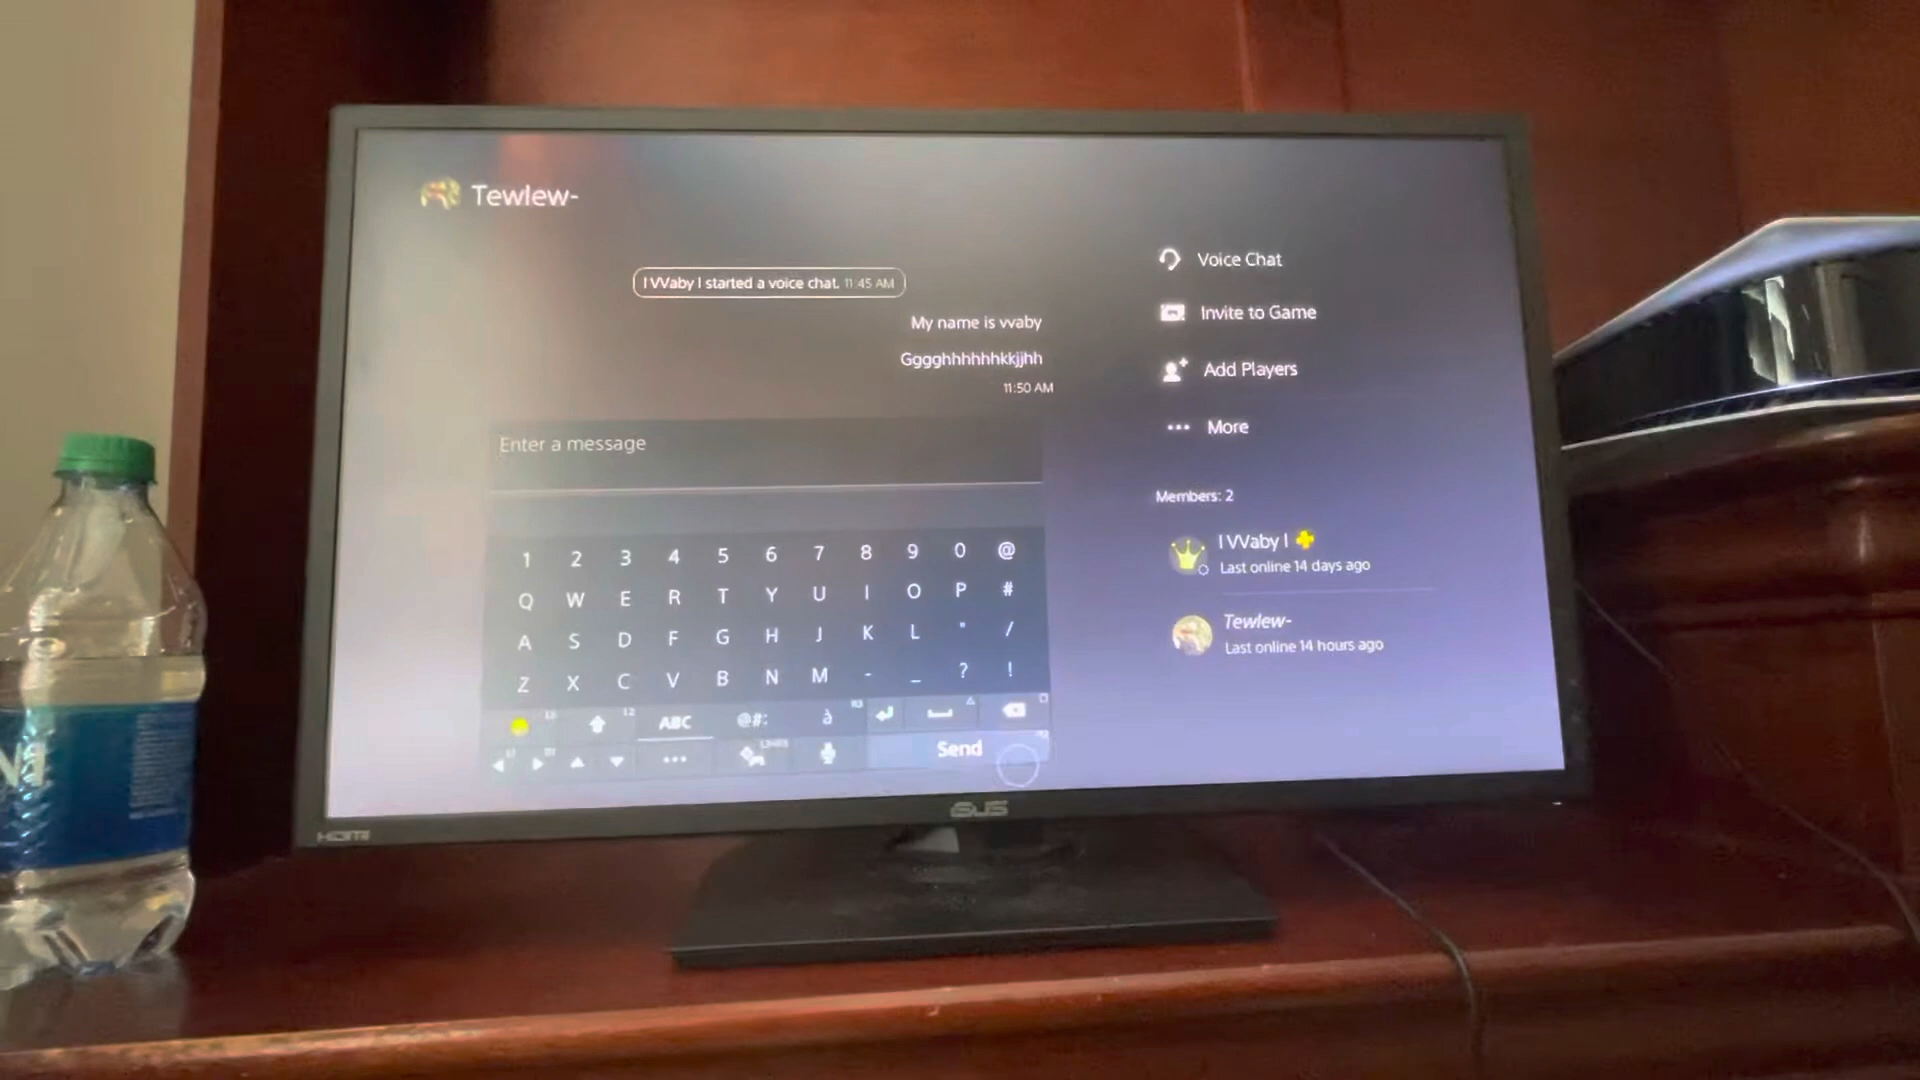 Tewlew-
I VVaby I started a voice chat. 11:45 AM
My name is vvaby
Gggghhhhhhkkjjhh
11:50 AM
Enter a message
1 2 3 4 5 6 7 8 9 0 @
Q W E R T Y U I O P #
A S D F G H J K L " /
Z X C V B N M - _ ? !
ABC @#: à
...
Send
Voice Chat
Invite to Game
Add Players
... More
Members: 2
I VVaby I
Last online 14 days ago
Tewlew-
Last online 14 hours ago
ASUS
HDMI